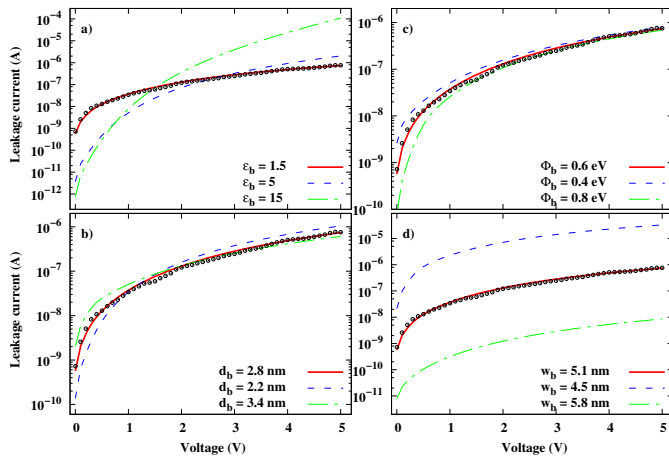 a)
Leakage current (A)
10^-4
10^-5
10^-6
10^-7
10^-8
10^-9
10^-10
10^-11
10^-12
ε_b = 1.5
ε_b = 5
ε_b = 15
c)
10^-6
10^-7
10^-8
10^-9
10^-10
Φ_b = 0.6 eV
Φ_b = 0.4 eV
Φ_b = 0.8 eV
b)
Leakage current (A)
10^-6
10^-7
10^-8
10^-9
10^-10
d_b = 2.8 nm
d_b = 2.2 nm
d_b = 3.4 nm
0 1 2 3 4 5
Voltage (V)
d)
10^-5
10^-6
10^-7
10^-8
10^-9
10^-10
10^-11
w_b = 5.1 nm
w_b = 4.5 nm
w_b = 5.8 nm
0 1 2 3 4 5
Voltage (V)